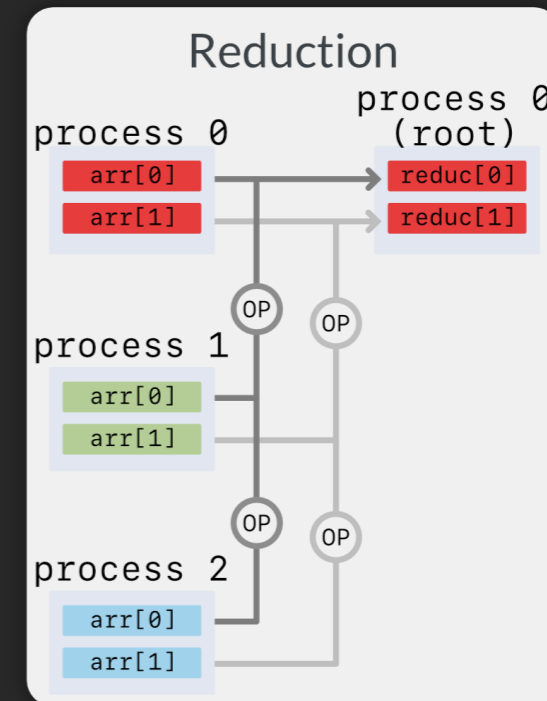 Reduction
process 0
arr[0]
arr[1]
process 0
(root)
reduc[0]
reduc[1]
OP
OP
process 1
arr[0]
arr[1]
OP
OP
process 2
arr[0]
arr[1]